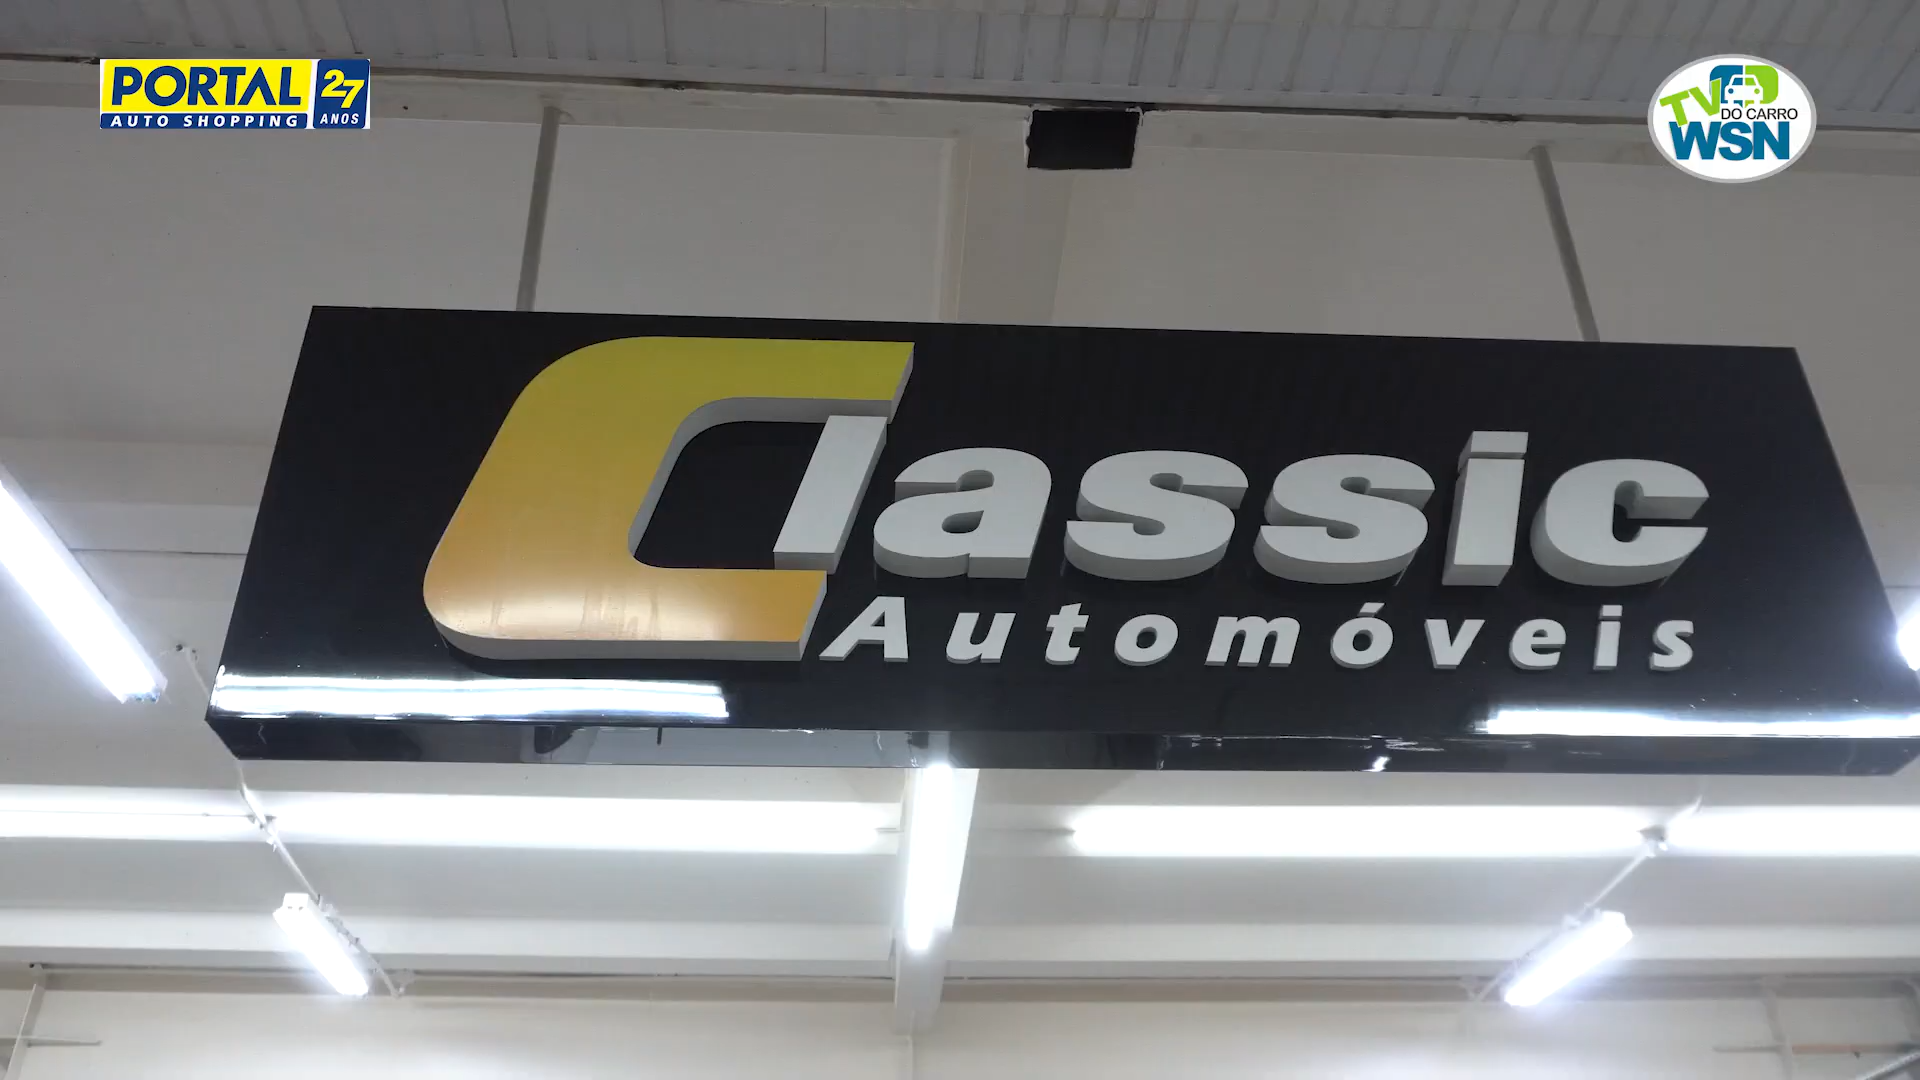 PORTAL 27
AUTO SHOPPING ANOS
TV DO CARRO
WSN
Classic
Automóveis